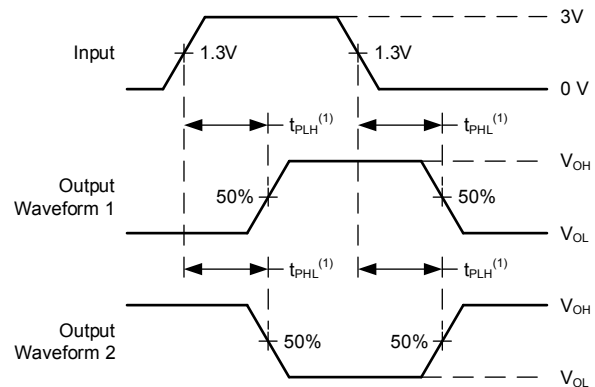 3V
Input
1.3V
1.3V
0 V
tPLH(1)
tPHL(1)
VOH
Output
Waveform 1
50%
50%
VOL
tPHL(1)
tPLH(1)
VOH
Output
Waveform 2
50%
50%
VOL